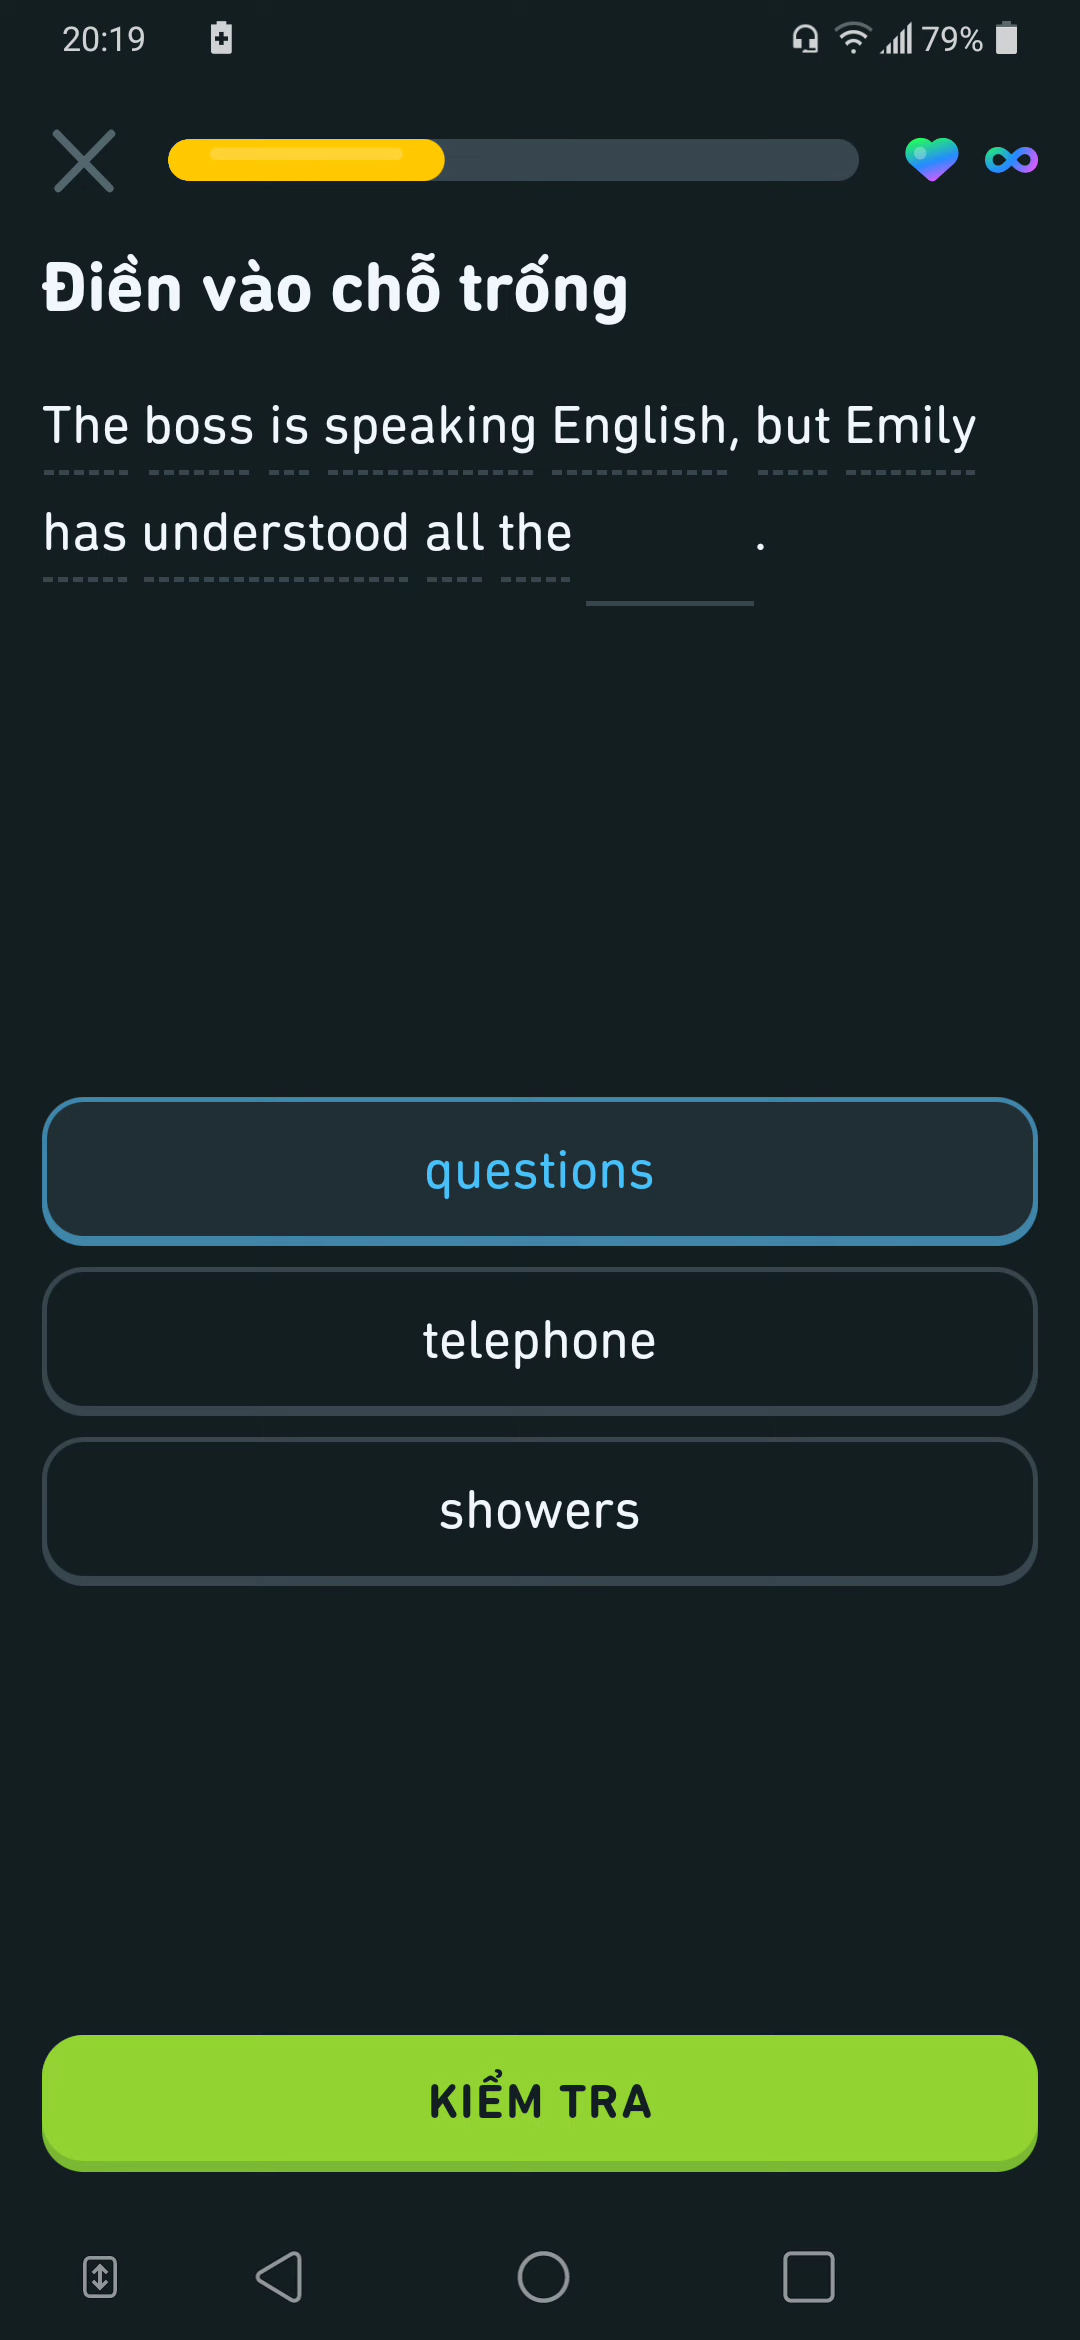 20:19 79%
Điền vào chỗ trống
The boss is speaking English, but Emily
has understood all the .
questions
telephone
showers
KIỂM TRA